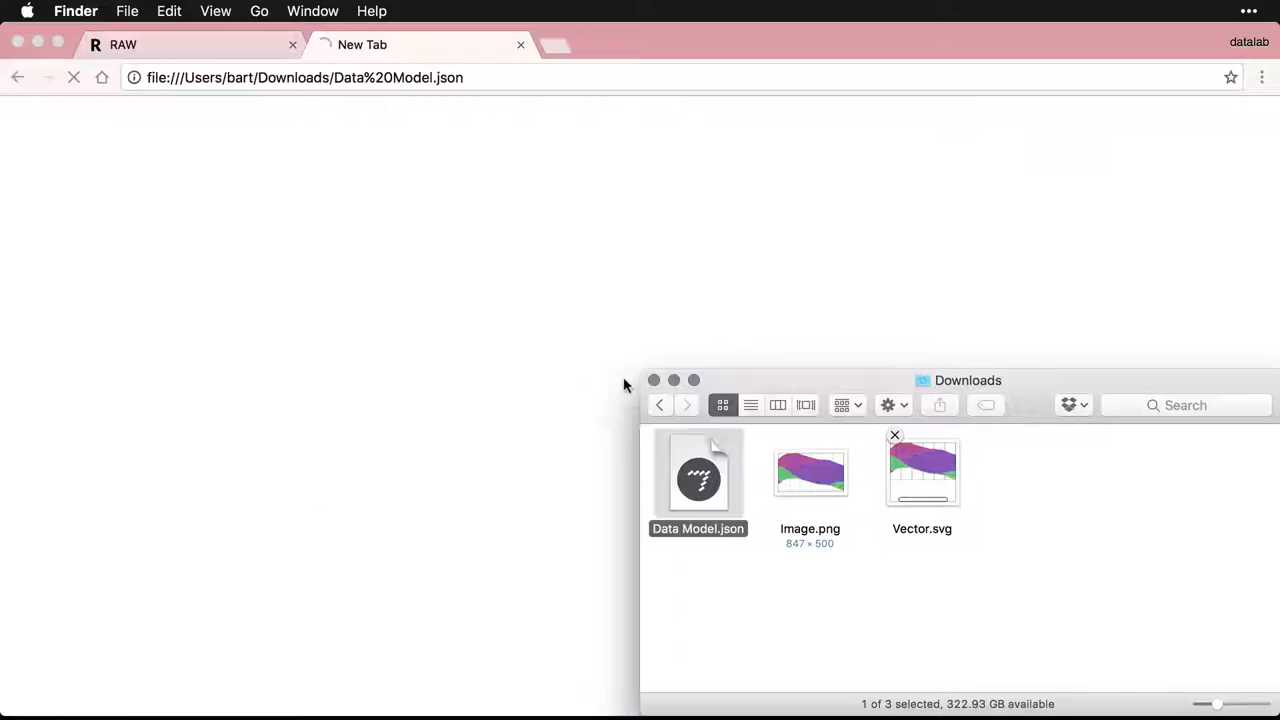 Finder File Edit View Go Window Help
R RAW New Tab datalab
file:///Users/bart/Downloads/Data%20Model.json
Downloads
Search
Data Model.json Image.png Vector.svg
847 × 500
1 of 3 selected, 322.93 GB available